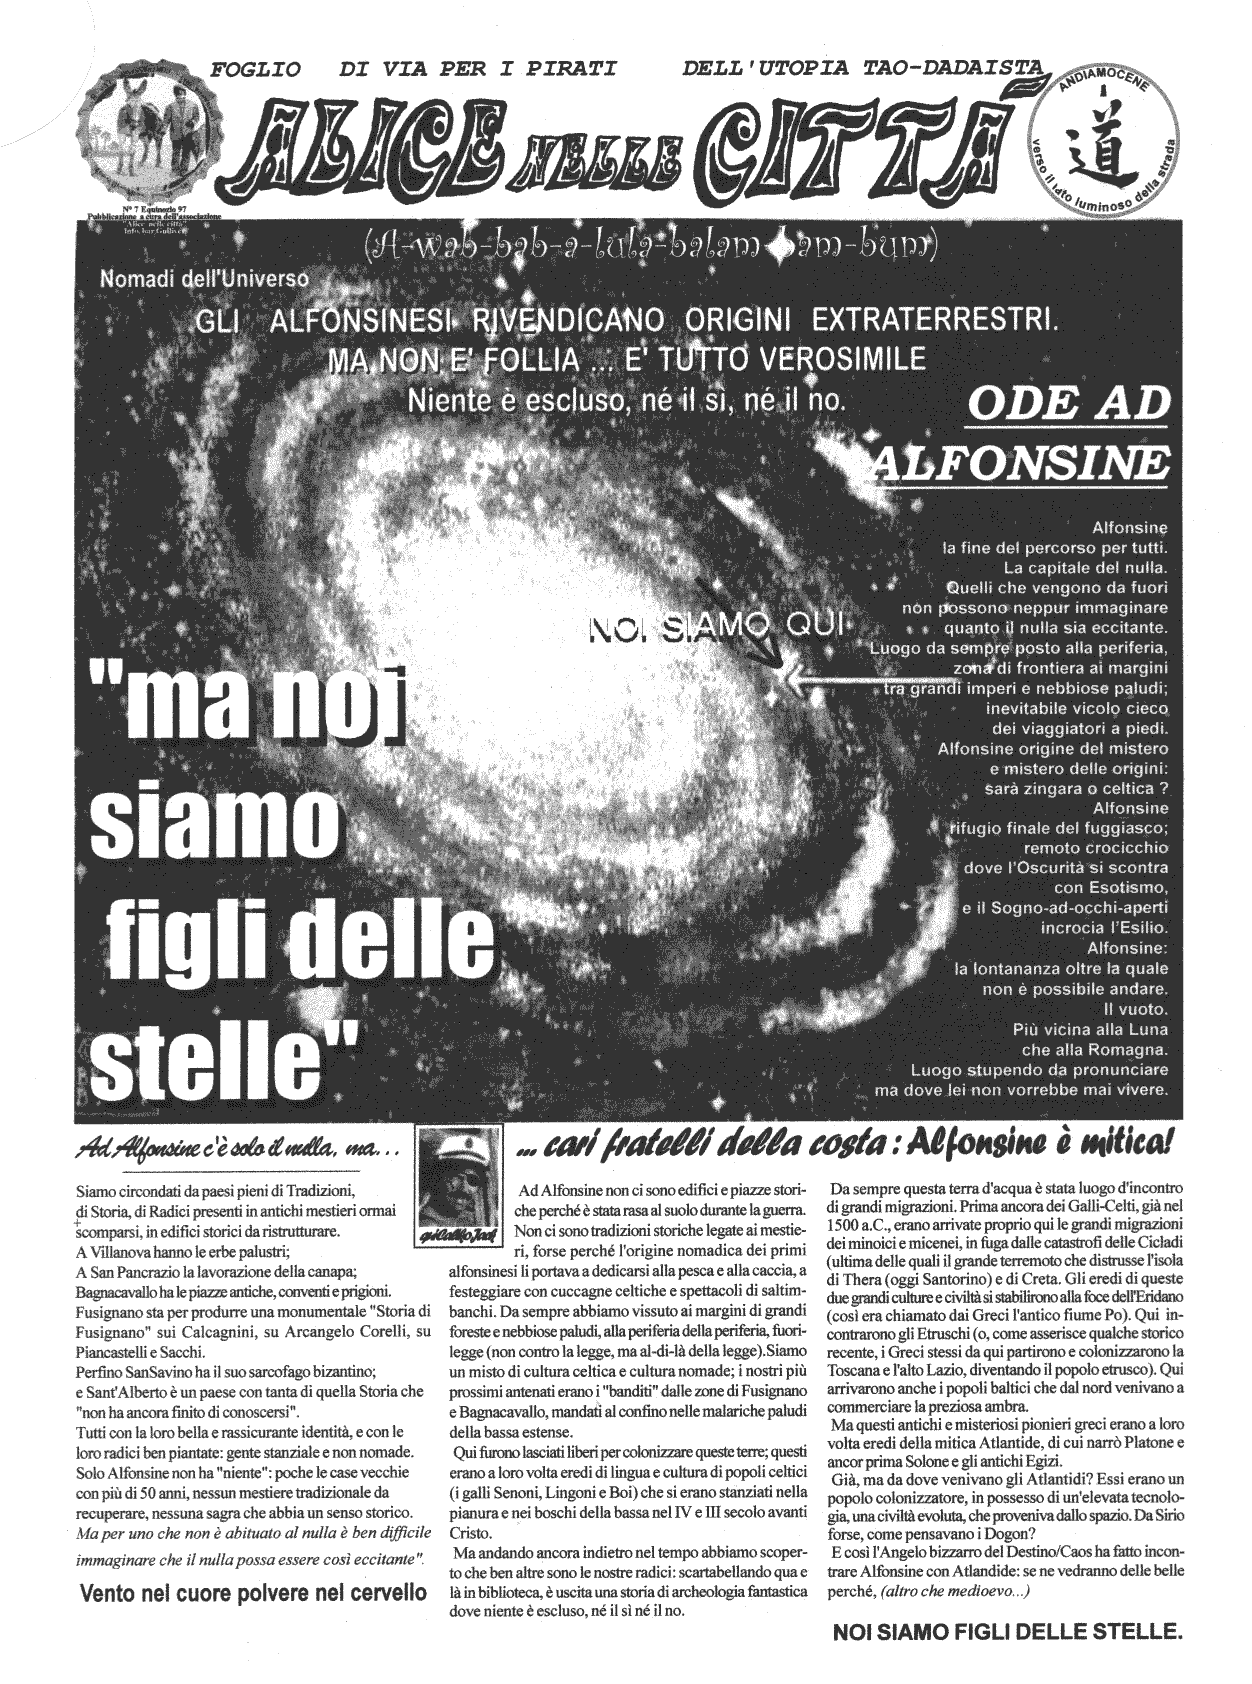 FOGLIO DI VIA PER I PIRATI DELL'UTOPIA TAO-DADAISTA
ALICE NELLE CITTÀ
N° 7 Equinozio 97
Pubblicazione a cura dell'associazione
"Alice nelle città"
ANDIAMOCENE
道
verso il lato luminoso della strada
(A-wab-bab-a-lula-balam bam-bum)
Nomadi dell'Universo
GLI ALFONSINESI RIVENDICANO ORIGINI EXTRATERRESTRI.
MA NON E' FOLLIA ... E' TUTTO VEROSIMILE
Niente è escluso, né il sì, né il no.
ODE AD
ALFONSINE
Alfonsine
la fine del percorso per tutti.
La capitale del nulla.
Quelli che vengono da fuori
non possono neppur immaginare
quanto il nulla sia eccitante.
Luogo da sempre posto alla periferia,
zona di frontiera ai margini
tra grandi imperi e nebbiose paludi;
inevitabile vicolo cieco
dei viaggiatori a piedi.
Alfonsine origine del mistero
e mistero delle origini:
sarà zingara o celtica ?
Alfonsine
rifugio finale del fuggiasco;
remoto crocicchio
dove l'Oscurità si scontra
con Esotismo,
e il Sogno-ad-occhi-aperti
incrocia l'Esilio.
Alfonsine:
la lontananza oltre la quale
non è possibile andare.
Il vuoto.
Più vicina alla Luna
che alla Romagna.
Luogo stupendo da pronunciare
ma dove lei non vorrebbe mai vivere.
NOI SIAMO QUI
"ma noi
siamo
figli delle
stelle"
Ad Alfonsine c'è solo il nulla, ma...
Siamo circondati da paesi pieni di Tradizioni,
di Storia, di Radici presenti in antichi mestieri ormai
scomparsi, in edifici storici da ristrutturare.
A Villanova hanno le erbe palustri;
A San Pancrazio la lavorazione della canapa;
Bagnacavallo ha le piazze antiche, conventi e prigioni.
Fusignano sta per produrre una monumentale "Storia di
Fusignano" sui Calcagnini, su Arcangelo Corelli, su
Piancastelli e Sacchi.
Perfino SanSavino ha il suo sarcofago bizantino;
e Sant'Alberto è un paese con tanta di quella Storia che
"non ha ancora finito di conoscersi".
Tutti con la loro bella e rassicurante identità, e con le
loro radici ben piantate: gente stanziale e non nomade.
Solo Alfonsine non ha "niente": poche le case vecchie
con più di 50 anni, nessun mestiere tradizionale da
recuperare, nessuna sagra che abbia un senso storico.
Ma per uno che non è abituato al nulla è ben difficile
immaginare che il nulla possa essere così eccitante".
Vento nel cuore polvere nel cervello
... cari fratelli della costa : Alfonsine è mitica!
Ad Alfonsine non ci sono edifici e piazze stori-
che perché è stata rasa al suolo durante la guerra.
Non ci sono tradizioni storiche legate ai mestie-
ri, forse perché l'origine nomadica dei primi
alfonsinesi li portava a dedicarsi alla pesca e alla caccia, a
festeggiare con cuccagne celtiche e spettacoli di saltim-
banchi. Da sempre abbiamo vissuto ai margini di grandi
foreste e nebbiose paludi, alla periferia della periferia, fuori-
legge (non contro la legge, ma al-di-là della legge).Siamo
un misto di cultura celtica e cultura nomade; i nostri più
prossimi antenati erano i "banditi" dalle zone di Fusignano
e Bagnacavallo, mandati al confino nelle malariche paludi
della bassa estense.
Qui furono lasciati liberi per colonizzare queste terre; questi
erano a loro volta eredi di lingua e cultura di popoli celtici
(i galli Senoni, Lingoni e Boi) che si erano stanziati nella
pianura e nei boschi della bassa nel IV e III secolo avanti
Cristo.
Ma andando ancora indietro nel tempo abbiamo scoper-
to che ben altre sono le nostre radici: scartabellando qua e
là in biblioteca, è uscita una storia di archeologia fantastica
dove niente è escluso, né il sì né il no.
Da sempre questa terra d'acqua è stata luogo d'incontro
di grandi migrazioni. Prima ancora dei Galli-Celti, già nel
1500 a.C., erano arrivate proprio qui le grandi migrazioni
dei minoici e micenei, in fuga dalle catastrofi delle Cicladi
(ultima delle quali il grande terremoto che distrusse l'isola
di Thera (oggi Santorino) e di Creta. Gli eredi di queste
due grandi culture e civiltà si stabilirono alla foce dell'Eridano
(così era chiamato dai Greci l'antico fiume Po). Qui in-
contrarono gli Etruschi (o, come asserisce qualche storico
recente, i Greci stessi da qui partirono e colonizzarono la
Toscana e l'alto Lazio, diventando il popolo etrusco). Qui
arrivarono anche i popoli baltici che dal nord venivano a
commerciare la preziosa ambra.
Ma questi antichi e misteriosi pionieri greci erano a loro
volta eredi della mitica Atlantide, di cui narrò Platone e
ancor prima Solone e gli antichi Egizi.
Già, ma da dove venivano gli Atlantidi? Essi erano un
popolo colonizzatore, in possesso di un'elevata tecnolo-
gia, una civiltà evoluta, che proveniva dallo spazio. Da Sirio
forse, come pensavano i Dogon?
E così l'Angelo bizzarro del Destino/Caos ha fatto incon-
trare Alfonsine con Atlandide: se ne vedranno delle belle
perché, (altro che medioevo...)
NOI SIAMO FIGLI DELLE STELLE.